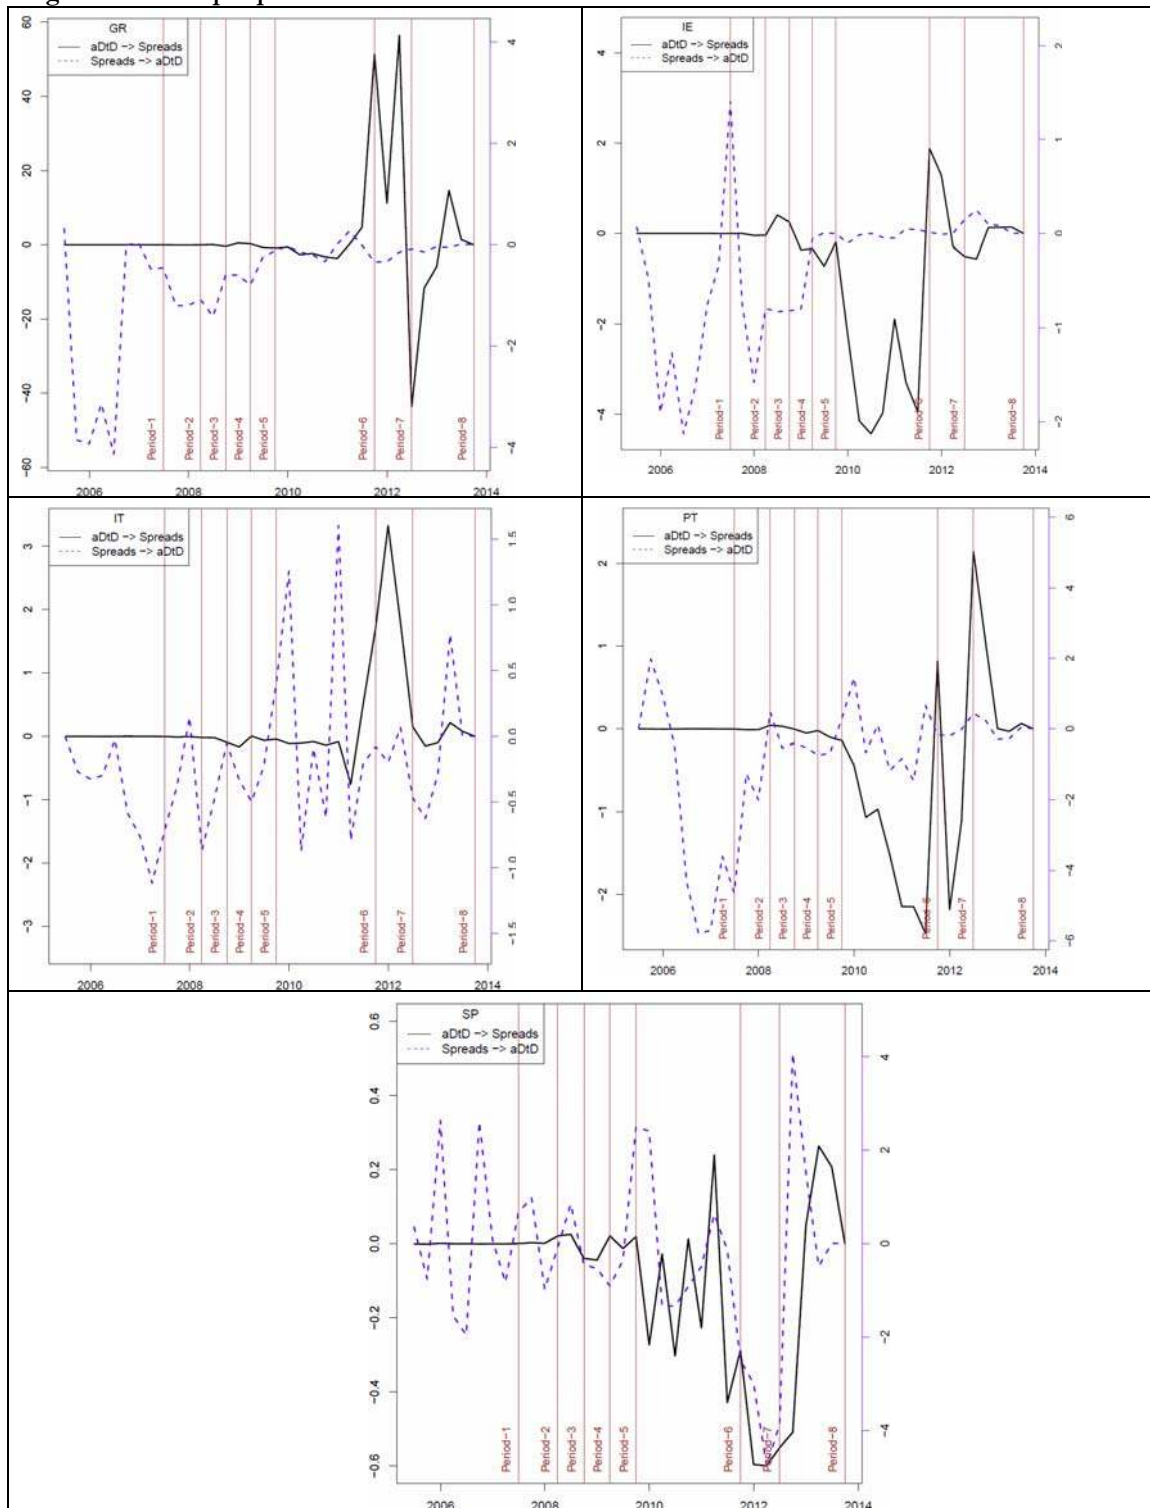 GR
aDtD −> Spreads
Spreads −> aDtD
60
40
20
0
−20
−40
−60
4
2
0
−2
−4
Period−1
Period−2
Period−3
Period−4
Period−5
Period−6
Period−7
Period−8
2006 2008 2010 2012 2014
IE
aDtD −> Spreads
Spreads −> aDtD
4
2
0
−2
−4
2
1
0
−1
−2
Period−1
Period−2
Period−3
Period−4
Period−5
Period−6
Period−7
Period−8
2006 2008 2010 2012 2014
IT
aDtD −> Spreads
Spreads −> aDtD
3
2
1
0
−1
−2
−3
1.5
1.0
0.5
0.0
−0.5
−1.0
−1.5
Period−1
Period−2
Period−3
Period−4
Period−5
Period−6
Period−7
Period−8
2006 2008 2010 2012 2014
PT
aDtD −> Spreads
Spreads −> aDtD
2
1
0
−1
−2
6
4
2
0
−2
−4
−6
Period−1
Period−2
Period−3
Period−4
Period−5
Period−6
Period−7
Period−8
2006 2008 2010 2012 2014
SP
aDtD −> Spreads
Spreads −> aDtD
0.6
0.4
0.2
0.0
−0.2
−0.4
−0.6
4
2
0
−2
−4
Period−1
Period−2
Period−3
Period−4
Period−5
Period−6
Period−7
Period−8
2006 2008 2010 2012 2014